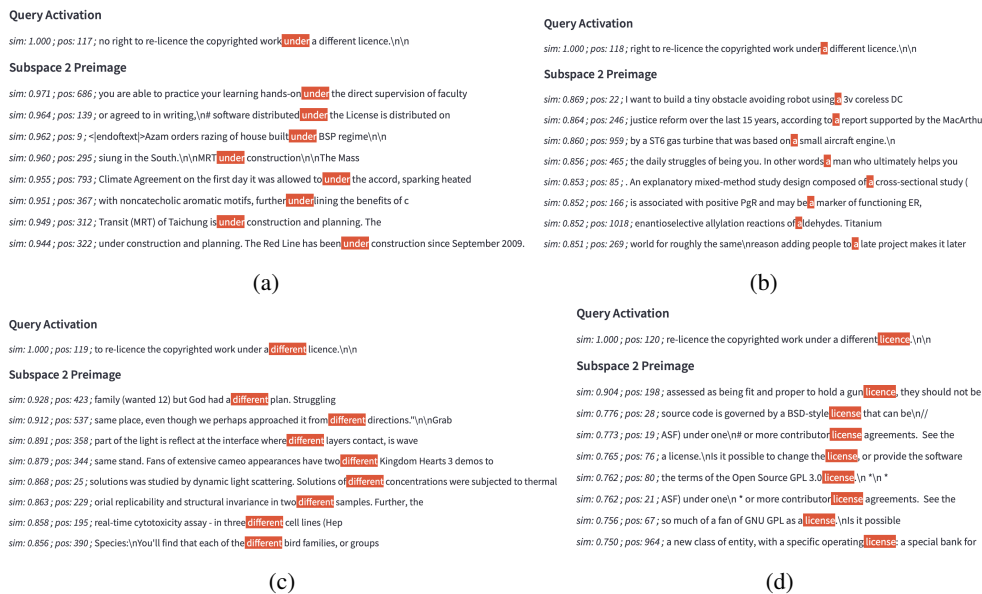 Query Activation
sim: 1.000 ; pos: 117 ; no right to re-licence the copyrighted work under a different licence.\n\n
Subspace 2 Preimage
sim: 0.971 ; pos: 686 ; you are able to practice your learning hands-on under the direct supervision of faculty
sim: 0.964 ; pos: 139 ; or agreed to in writing,\n# software distributed under the License is distributed on
sim: 0.962 ; pos: 9 ; <|endoftext|>Azam orders razing of house built under BSP regime\n\n
sim: 0.960 ; pos: 295 ; siung in the South.\n\nMRT under construction\n\nThe Mass
sim: 0.955 ; pos: 793 ; Climate Agreement on the first day it was allowed to under the accord, sparking heated
sim: 0.951 ; pos: 367 ; with noncatecholic aromatic motifs, further underlining the benefits of c
sim: 0.949 ; pos: 312 ; Transit (MRT) of Taichung is under construction and planning. The
sim: 0.944 ; pos: 322 ; under construction and planning. The Red Line has been under construction since September 2009.
(a)
Query Activation
sim: 1.000 ; pos: 118 ; right to re-licence the copyrighted work under a different licence.\n\n
Subspace 2 Preimage
sim: 0.869 ; pos: 22 ; I want to build a tiny obstacle avoiding robot using a 3v coreless DC
sim: 0.864 ; pos: 246 ; justice reform over the last 15 years, according to a report supported by the MacArthu
sim: 0.860 ; pos: 959 ; by a ST6 gas turbine that was based on a small aircraft engine.\n
sim: 0.856 ; pos: 465 ; the daily struggles of being you. In other words a man who ultimately helps you
sim: 0.853 ; pos: 85 ; . An explanatory mixed-method study design composed of a cross-sectional study (
sim: 0.852 ; pos: 166 ; is associated with positive PgR and may be a marker of functioning ER,
sim: 0.852 ; pos: 1018 ; enantioselective allylation reactions of aldehydes. Titanium
sim: 0.851 ; pos: 269 ; world for roughly the same\nreason adding people to a late project makes it later
(b)
Query Activation
sim: 1.000 ; pos: 119 ; to re-licence the copyrighted work under a different licence.\n\n
Subspace 2 Preimage
sim: 0.928 ; pos: 423 ; family (wanted 12) but God had a different plan. Struggling
sim: 0.912 ; pos: 537 ; same place, even though we perhaps approached it from different directions."\n\nGrab
sim: 0.891 ; pos: 358 ; part of the light is reflect at the interface where different layers contact, is wave
sim: 0.879 ; pos: 344 ; same stand. Fans of extensive cameo appearances have two different Kingdom Hearts 3 demos to
sim: 0.868 ; pos: 25 ; solutions was studied by dynamic light scattering. Solutions of different concentrations were subjected to thermal
sim: 0.863 ; pos: 229 ; orial replicability and structural invariance in two different samples. Further, the
sim: 0.858 ; pos: 195 ; real-time cytotoxicity assay - in three different cell lines (Hep
sim: 0.856 ; pos: 390 ; Species:\nYou'll find that each of the different bird families, or groups
(c)
Query Activation
sim: 1.000 ; pos: 120 ; re-licence the copyrighted work under a different licence.\n\n
Subspace 2 Preimage
sim: 0.904 ; pos: 198 ; assessed as being fit and proper to hold a gun licence, they should not be
sim: 0.776 ; pos: 28 ; source code is governed by a BSD-style license that can be\n//
sim: 0.773 ; pos: 19 ; ASF) under one\n# or more contributor license agreements. See the
sim: 0.765 ; pos: 76 ; a license.\nIs it possible to change the license, or provide the software
sim: 0.762 ; pos: 80 ; the terms of the Open Source GPL 3.0 license.\n *\n *
sim: 0.762 ; pos: 21 ; ASF) under one\n * or more contributor license agreements. See the
sim: 0.756 ; pos: 67 ; so much of a fan of GNU GPL as a license.\nIs it possible
sim: 0.750 ; pos: 964 ; a new class of entity, with a specific operating license: a special bank for
(d)